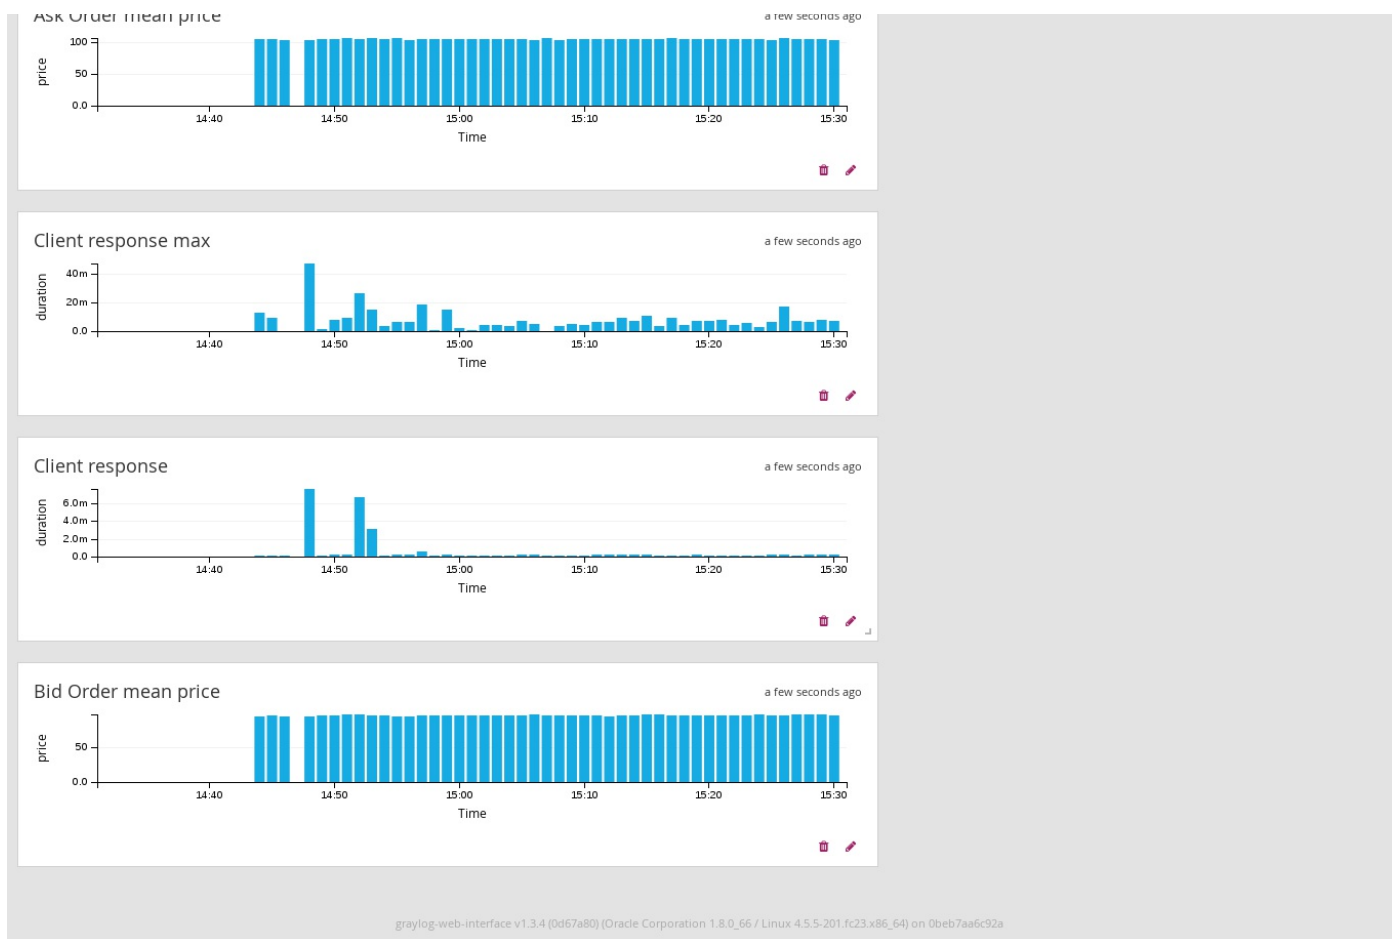 Ask Order mean price
a few seconds ago
100
50
0.0
price
14:40 14:50 15:00 15:10 15:20 15:30
Time
Client response max
a few seconds ago
40m
20m
0.0
duration
14:40 14:50 15:00 15:10 15:20 15:30
Time
Client response
a few seconds ago
6.0m
4.0m
2.0m
0.0
duration
14:40 14:50 15:00 15:10 15:20 15:30
Time
Bid Order mean price
a few seconds ago
50
0.0
price
14:40 14:50 15:00 15:10 15:20 15:30
Time
graylog-web-interface v1.3.4 (0d67a80) (Oracle Corporation 1.8.0_66 / Linux 4.5.5-201.fc23.x86_64) on 0beb7aa6c92a